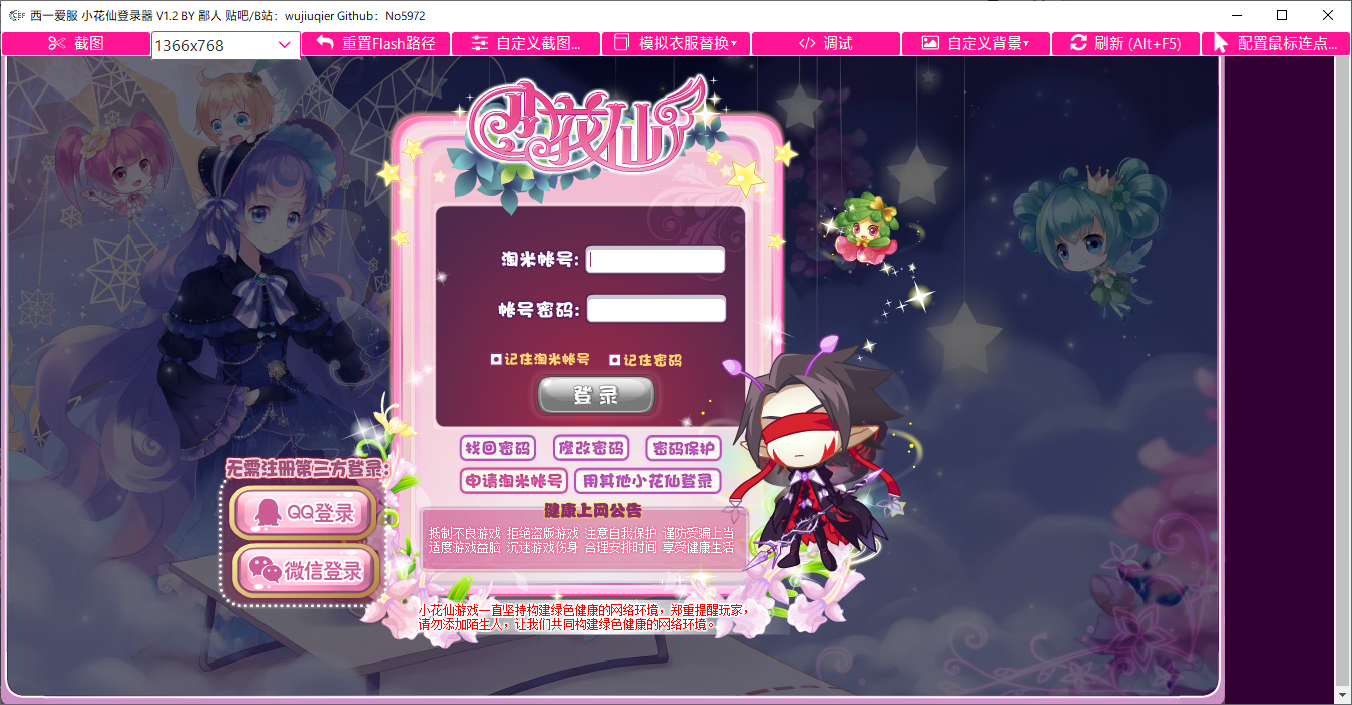 西一爱服 小花仙登录器 V1.2 BY 鄙人 贴吧/B站：wujiuqier Github：No5972
截图
1366x768
重置Flash路径
自定义截图...
模拟衣服替换
调试
自定义背景
刷新 (Alt+F5)
配置鼠标连点...
小花仙
淘米帐号:
帐号密码:
记住淘米帐号 记住密码
登录
找回密码 修改密码 密码保护
申请淘米帐号 用其他小花仙登录
无需注册第三方登录:
QQ登录
微信登录
健康上网公告
抵制不良游戏 拒绝盗版游戏 注意自我保护 谨防受骗上当
适度游戏益脑 沉迷游戏伤身 合理安排时间 享受健康生活
小花仙游戏一直坚持构建绿色健康的网络环境，郑重提醒玩家，
请勿添加陌生人，让我们共同构建绿色健康的网络环境。